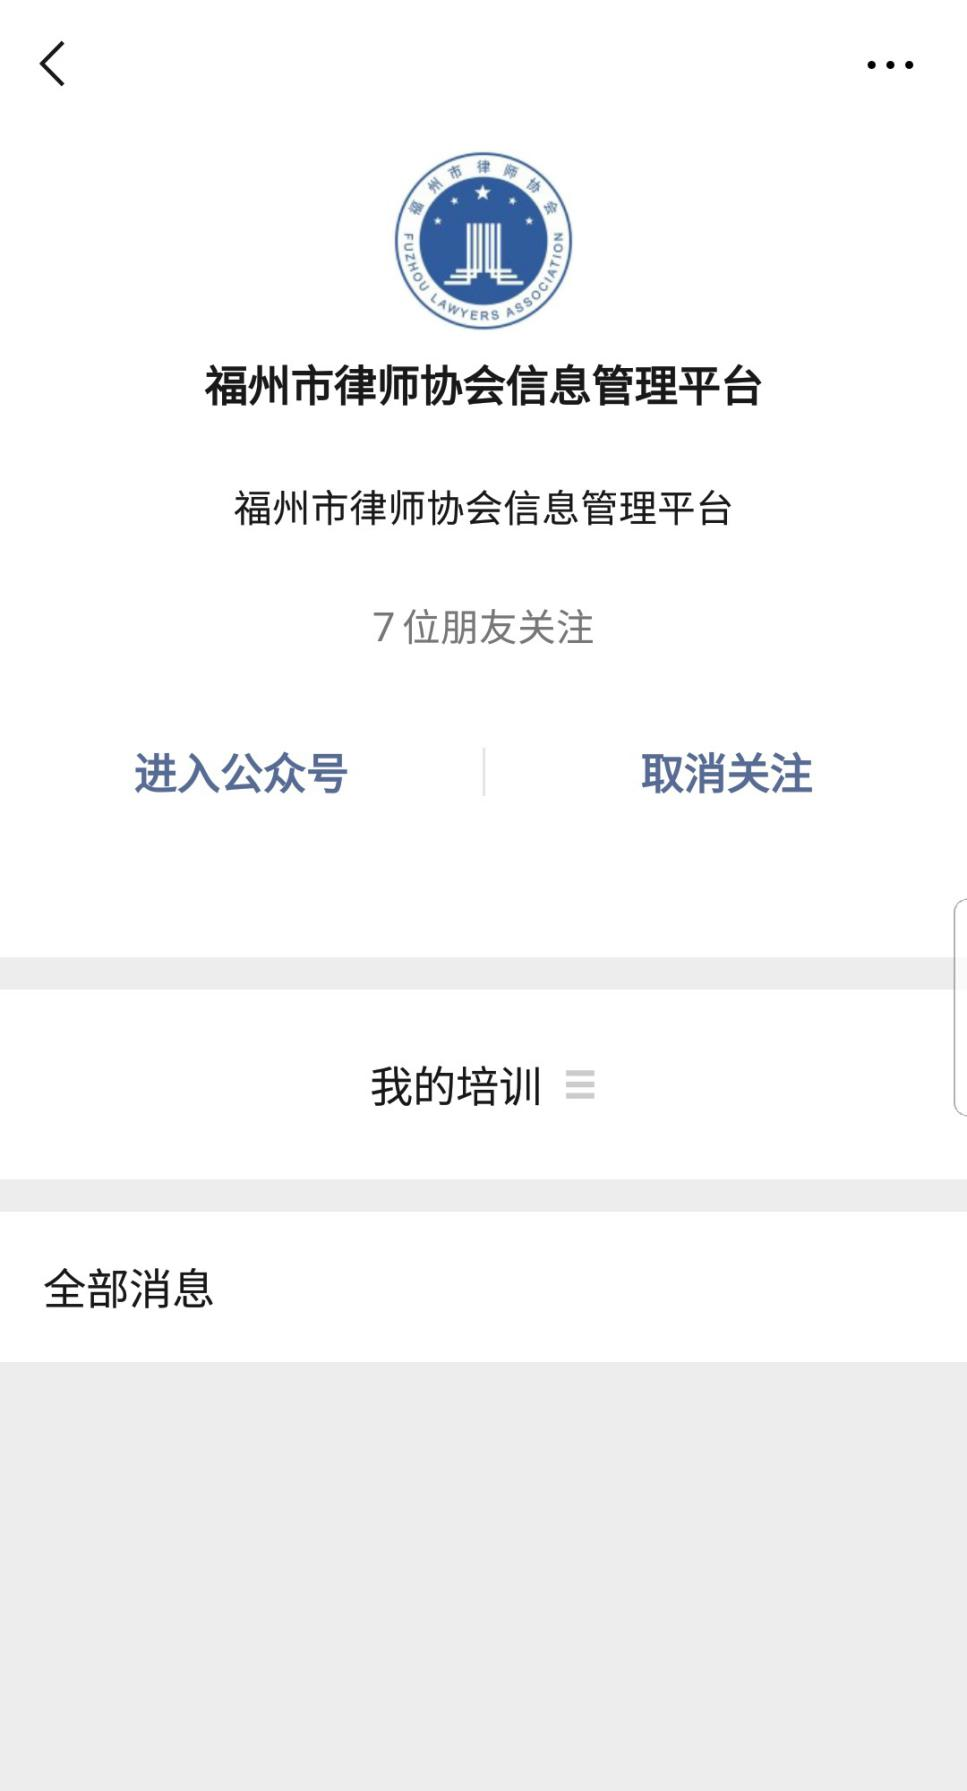 福州市律师协会
FUZHOU LAWYERS ASSOCIATION
福州市律师协会信息管理平台
福州市律师协会信息管理平台
7位朋友关注
进入公众号
取消关注
我的培训
全部消息